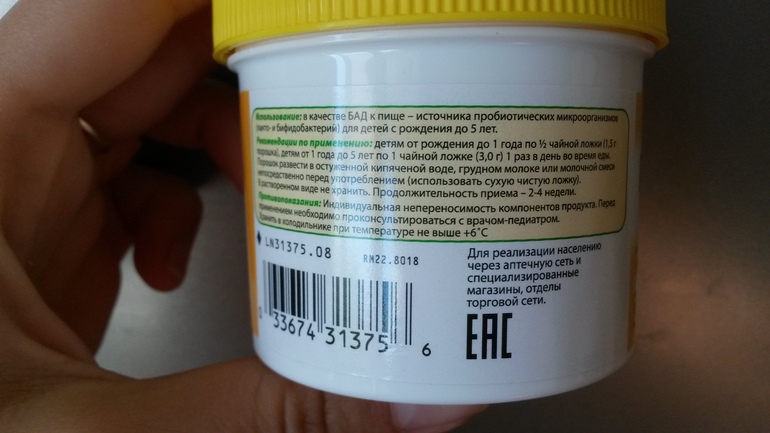 Использование: в качестве БАД к пище – источника пробиотических микроорганизмов
(лакто- и бифидобактерий) для детей с рождения до 5 лет.
Рекомендации по применению: детям от рождения до 1 года по ½ чайной ложки (1,5 г
порошка), детям от 1 года до 5 лет по 1 чайной ложке (3,0 г) 1 раз в день во время еды.
Порошок развести в остуженной кипяченой воде, грудном молоке или молочной смеси
непосредственно перед употреблением (использовать сухую чистую ложку).
В растворенном виде не хранить. Продолжительность приема – 2-4 недели.
Противопоказания: Индивидуальная непереносимость компонентов продукта. Перед
применением необходимо проконсультироваться с врачом-педиатром.
Хранить в холодильнике при температуре не выше +6˚С
LN31375.08 RM22.8018
Для реализации населению
через аптечную сеть и
специализированные
магазины, отделы
торговой сети.
0 33674 31375 6
EAC